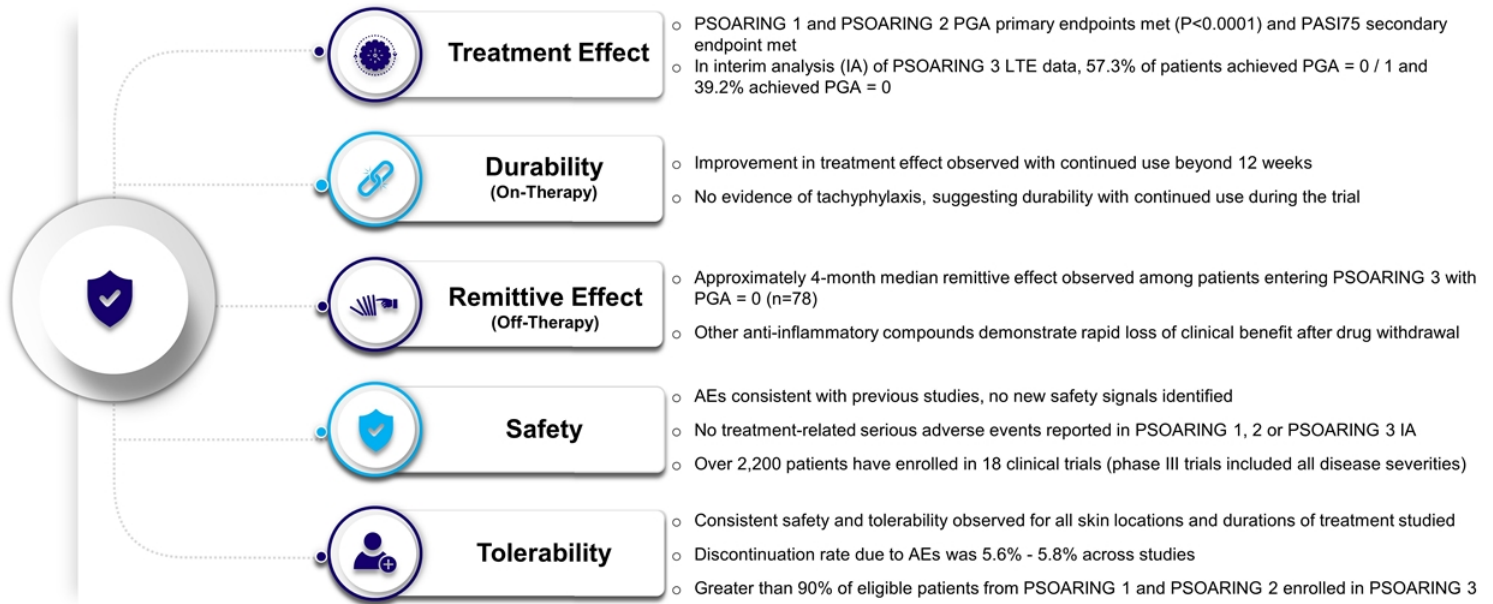 Treatment Effect
PSOARING 1 and PSOARING 2 PGA primary endpoints met (P<0.0001) and PASI75 secondary
endpoint met
In interim analysis (IA) of PSOARING 3 LTE data, 57.3% of patients achieved PGA = 0 / 1 and
39.2% achieved PGA = 0
Durability
(On-Therapy)
Improvement in treatment effect observed with continued use beyond 12 weeks
No evidence of tachyphylaxis, suggesting durability with continued use during the trial
Remittive Effect
(Off-Therapy)
Approximately 4-month median remittive effect observed among patients entering PSOARING 3 with
PGA = 0 (n=78)
Other anti-inflammatory compounds demonstrate rapid loss of clinical benefit after drug withdrawal
Safety
AEs consistent with previous studies, no new safety signals identified
No treatment-related serious adverse events reported in PSOARING 1, 2 or PSOARING 3 IA
Over 2,200 patients have enrolled in 18 clinical trials (phase III trials included all disease severities)
Tolerability
Consistent safety and tolerability observed for all skin locations and durations of treatment studied
Discontinuation rate due to AEs was 5.6% - 5.8% across studies
Greater than 90% of eligible patients from PSOARING 1 and PSOARING 2 enrolled in PSOARING 3